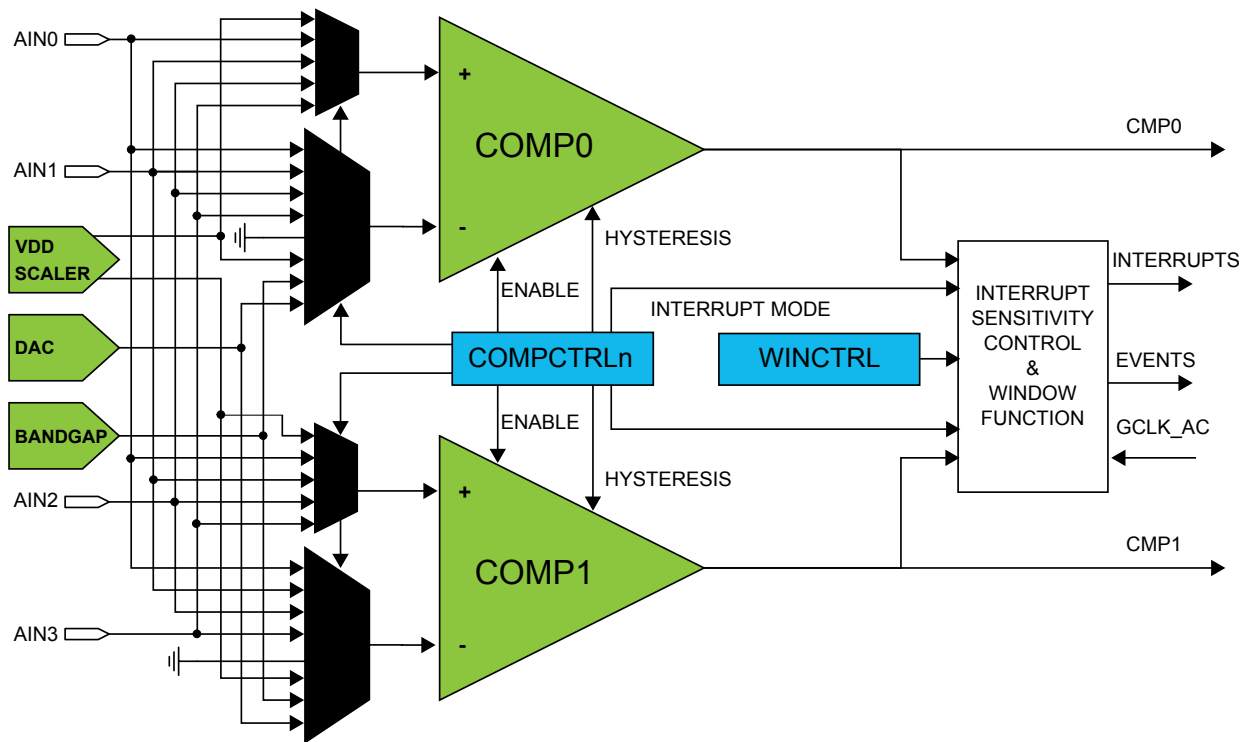 AIN0
AIN1
VDD
SCALER
DAC
BANDGAP
AIN2
AIN3
+
COMP0
-
HYSTERESIS
ENABLE
INTERRUPT MODE
COMPCTRLn
WINCTRL
ENABLE
HYSTERESIS
+
COMP1
-
CMP0
INTERRUPT
SENSITIVITY
CONTROL
&
WINDOW
FUNCTION
INTERRUPTS
EVENTS
GCLK_AC
CMP1